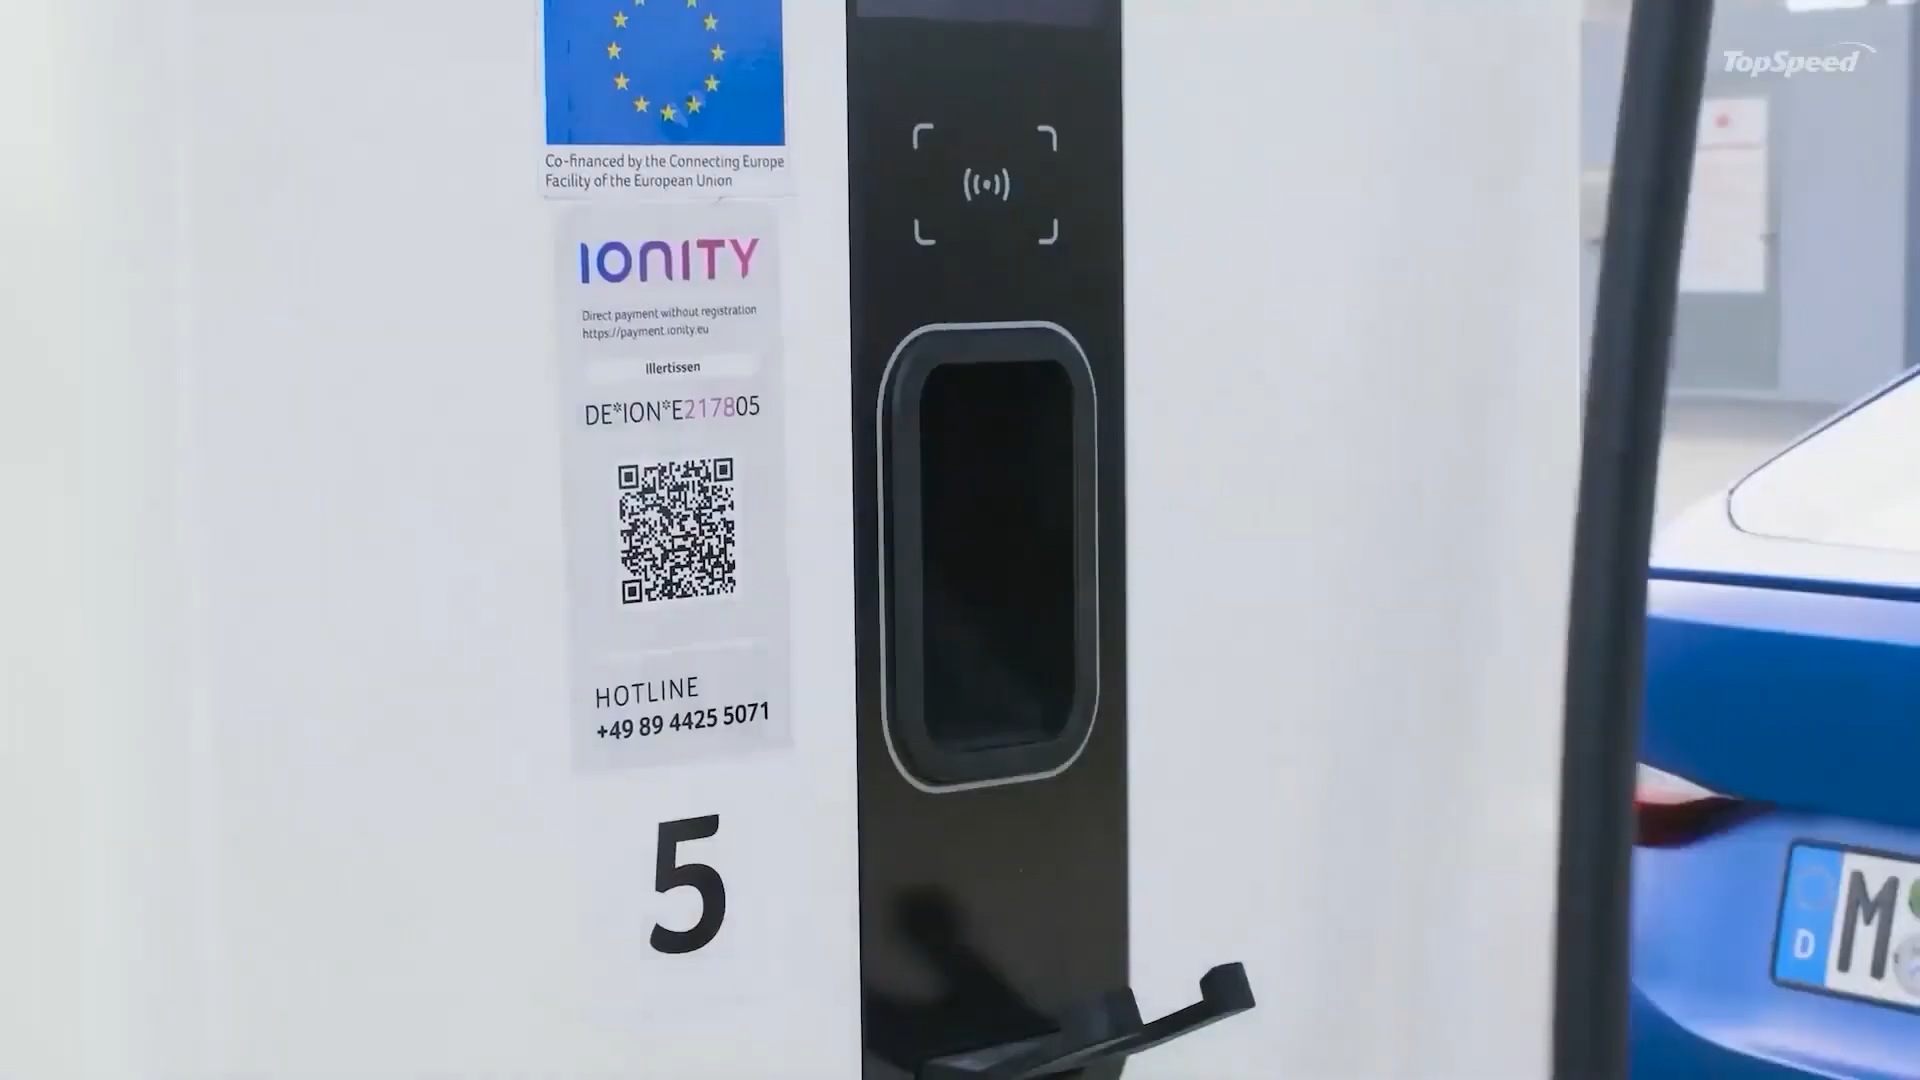 TopSpeed
Co-financed by the Connecting Europe
Facility of the European Union
IONITY
Direct payment without registration
https://payment.ionity.eu
Illertissen
DE*ION*E217805
HOTLINE
+49 89 4425 5071
5
D
M